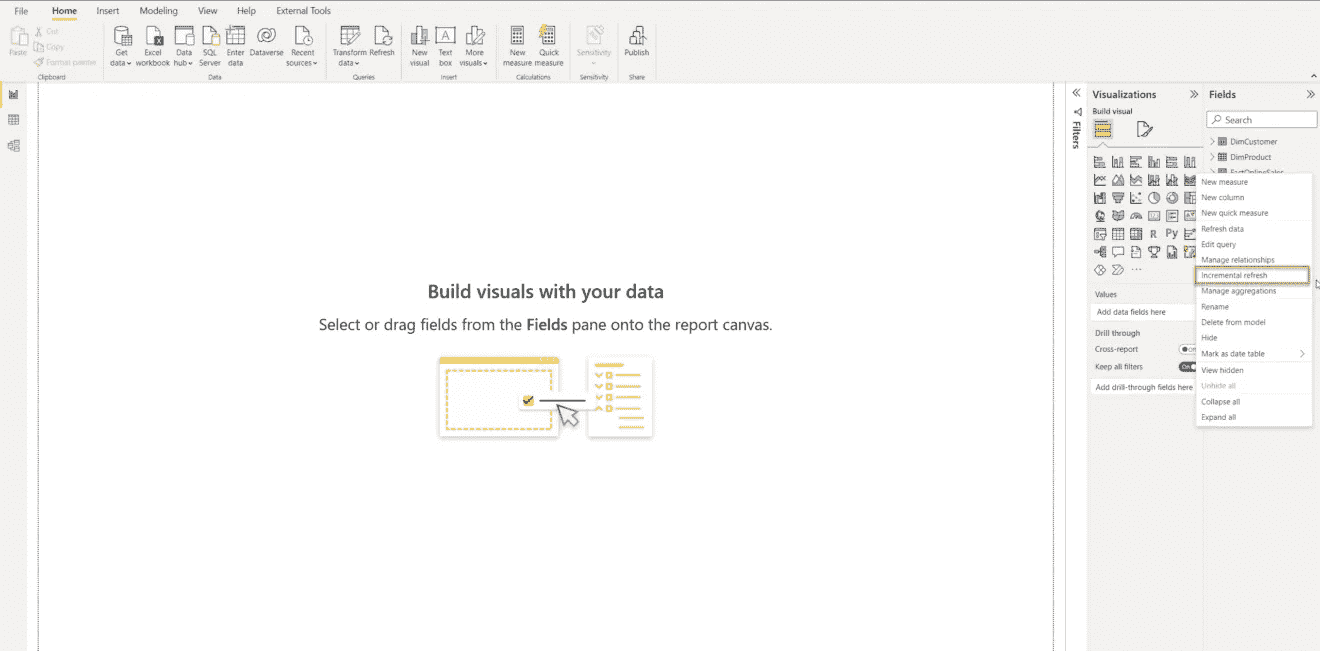 File Home Insert Modeling View Help External Tools
Paste
Cut
Copy
Format painter
Clipboard
Get data
Excel workbook
Data hub
SQL Server
Enter data
Dataverse
Recent sources
Data
Transform data
Refresh
Queries
New visual
Text box
More visuals
Insert
New measure
Quick measure
Calculations
Sensitivity
Sensitivity
Publish
Share
Build visuals with your data
Select or drag fields from the Fields pane onto the report canvas.
Filters
Visualizations
Build visual
R Py
Values
Add data fields here
Drill through
Cross-report
Keep all filters On
Add drill-through fields here
Fields
Search
DimCustomer
DimProduct
FactOnlineSales
New measure
New column
New quick measure
Refresh data
Edit query
Manage relationships
Incremental refresh
Manage aggregations
Rename
Delete from model
Hide
Mark as date table
View hidden
Unhide all
Collapse all
Expand all